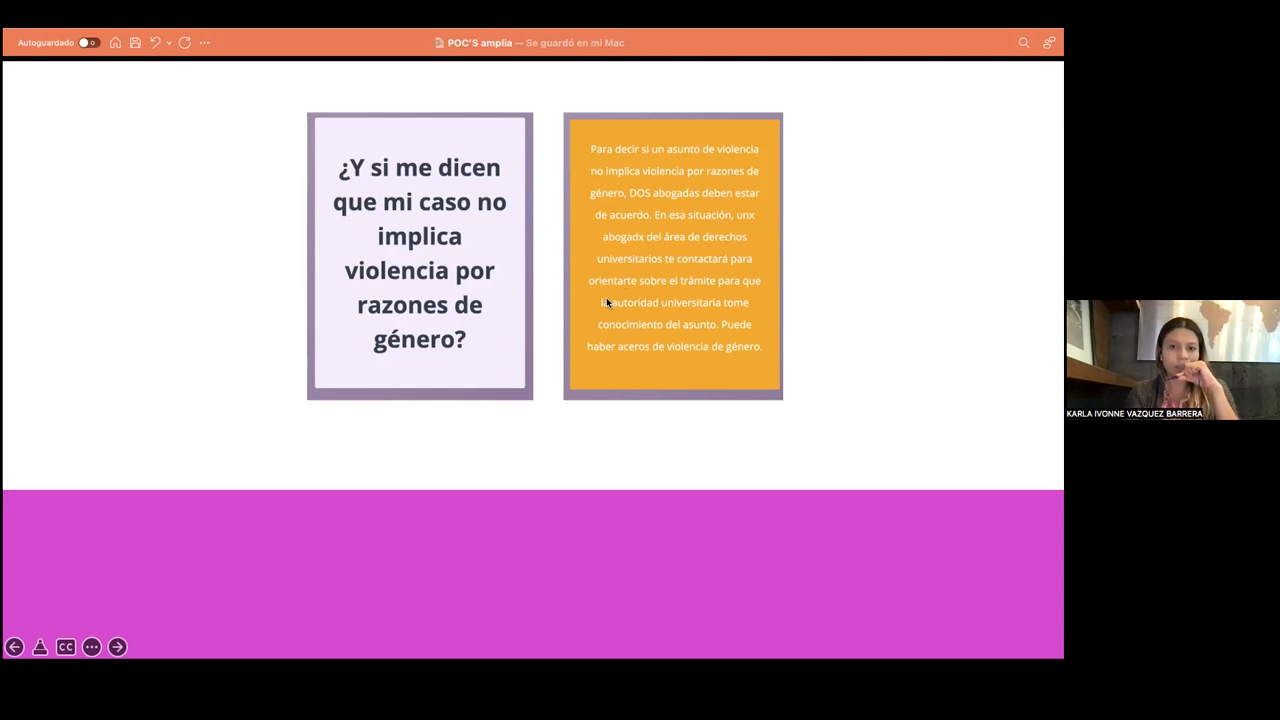 Autoguardado
POC'S amplia — Se guardó en mi Mac
¿Y si me dicen
que mi caso no
implica
violencia por
razones de
género?
Para decir si un asunto de violencia
no implica violencia por razones de
género, DOS abogadas deben estar
de acuerdo. En esa situación, unx
abogadx del área de derechos
universitarios te contactará para
orientarte sobre el trámite para que
la autoridad universitaria tome
conocimiento del asunto. Puede
haber aceros de violencia de género.
KARLA IVONNE VAZQUEZ BARRERA
CC